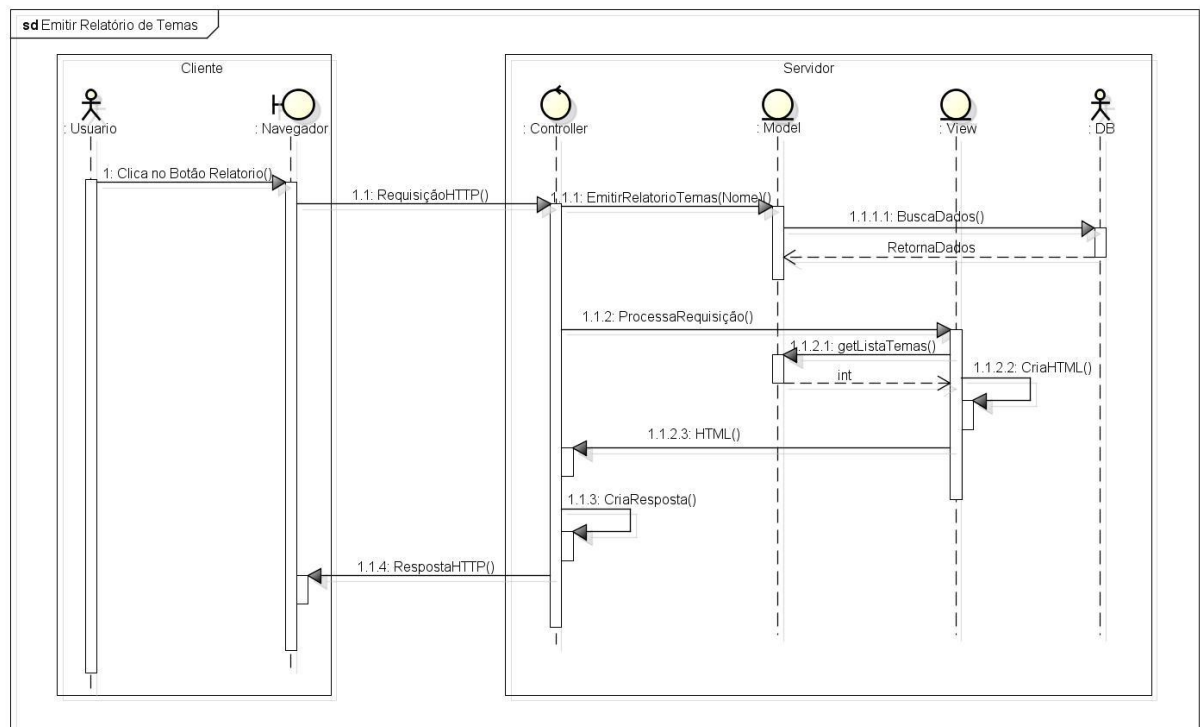 sd Emitir Relatório de Temas
Cliente
Servidor
: Usuario
: Navegador
: Controller
: Model
: View
: DB
1: Clica no Botão Relatorio()
1.1: RequisiçãoHTTP()
1.1.1: EmitirRelatorioTemas(Nome)()
1.1.1.1: BuscaDados()
RetornaDados
1.1.2: ProcessaRequisição()
1.1.2.1: getListaTemas()
1.1.2.2: CriaHTML()
int
1.1.2.3: HTML()
1.1.3: CriaResposta()
1.1.4: RespostaHTTP()